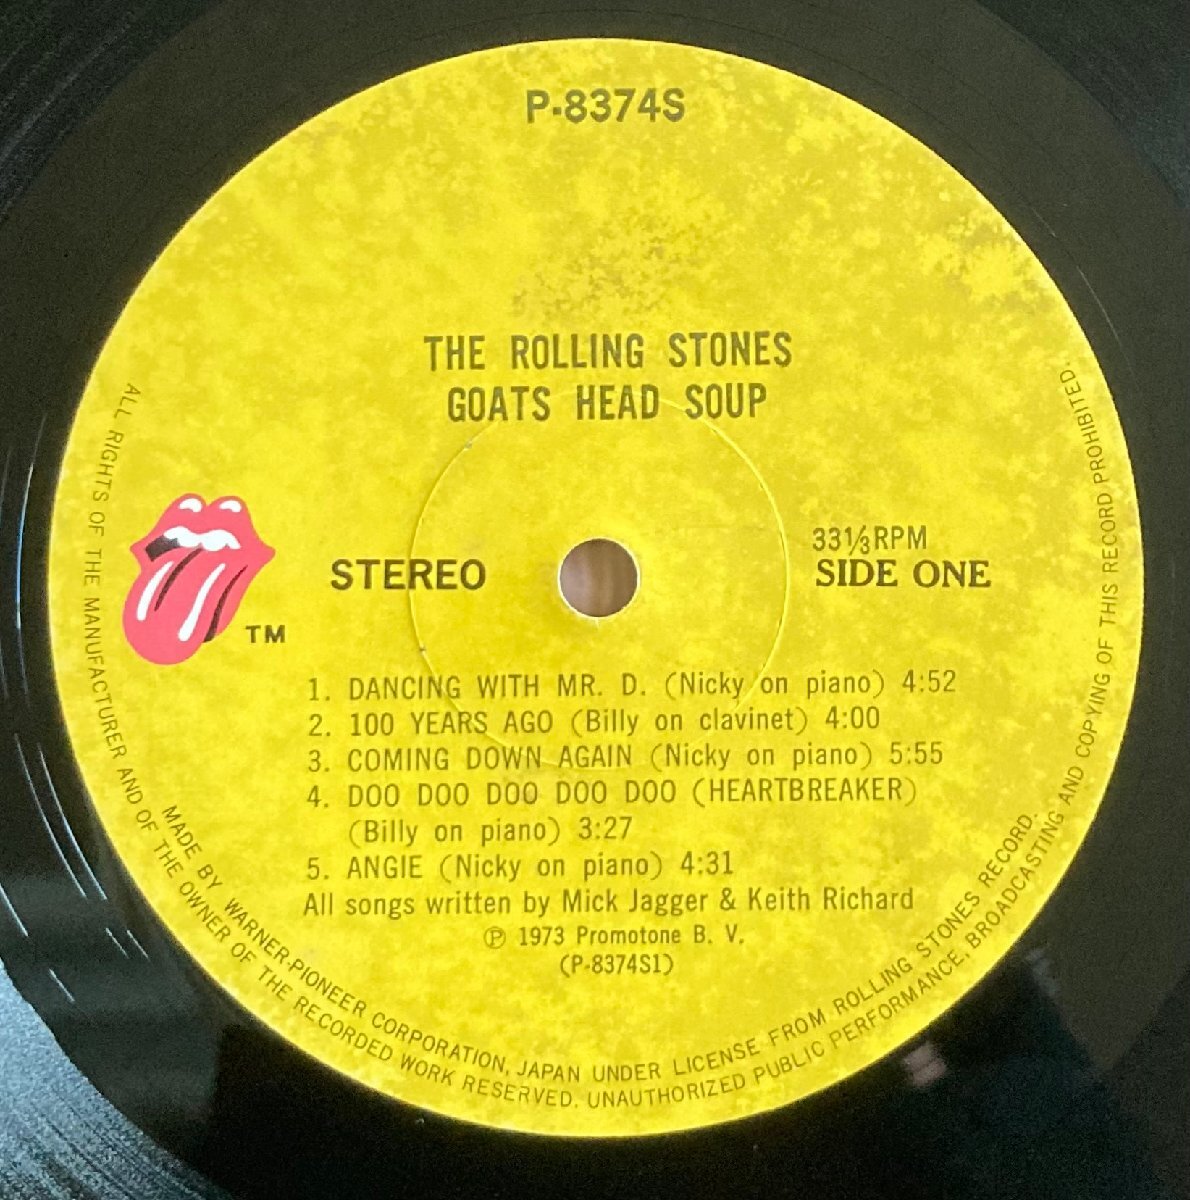 P-8374S
THE ROLLING STONES
GOATS HEAD SOUP
33⅓RPM
STEREO
SIDE ONE
TM
1. DANCING WITH MR. D. (Nicky on piano) 4:52
2. 100 YEARS AGO (Billy on clavinet) 4:00
3. COMING DOWN AGAIN (Nicky on piano) 5:55
4. DOO DOO DOO DOO DOO (HEARTBREAKER)
(Billy on piano) 3:27
5. ANGIE (Nicky on piano) 4:31
All songs written by Mick Jagger & Keith Richard
℗ 1973 Promotone B. V.
(P-8374S1)
MADE BY WARNER-PIONEER CORPORATION, JAPAN UNDER LICENSE FROM ROLLING STONES RECORD.
ALL RIGHTS OF THE MANUFACTURER AND OF THE OWNER OF THE RECORDED WORK RESERVED. UNAUTHORIZED PUBLIC PERFORMANCE, BROADCASTING AND COPYING OF THIS RECORD PROHIBITED.